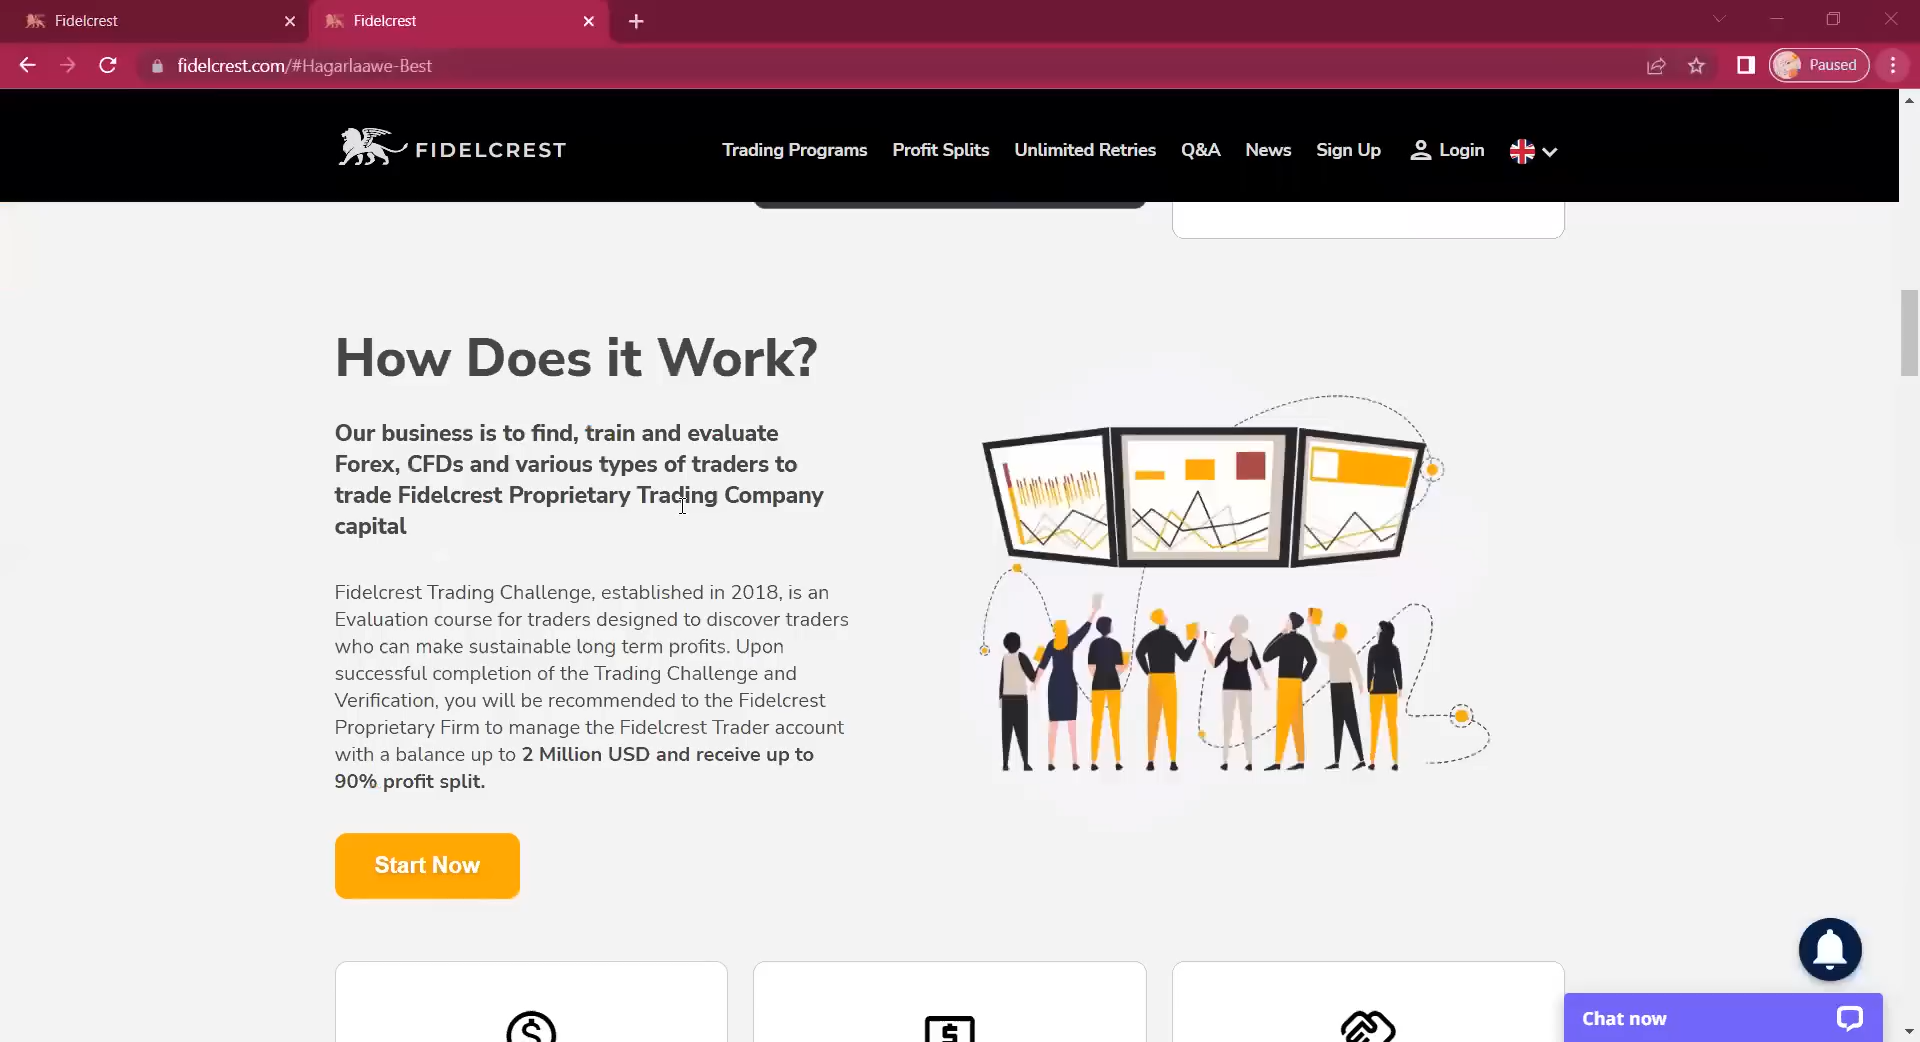 Fidelcrest
Fidelcrest
fidelcrest.com/#Hagarlaawe-Best
Paused
FIDELCREST
Trading Programs
Profit Splits
Unlimited Retries
Q&A
News
Sign Up
Login
How Does it Work?
Our business is to find, train and evaluate
Forex, CFDs and various types of traders to
trade Fidelcrest Proprietary Trading Company
capital
Fidelcrest Trading Challenge, established in 2018, is an
Evaluation course for traders designed to discover traders
who can make sustainable long term profits. Upon
successful completion of the Trading Challenge and
Verification, you will be recommended to the Fidelcrest
Proprietary Firm to manage the Fidelcrest Trader account
with a balance up to 2 Million USD and receive up to
90% profit split.
Start Now
Chat now